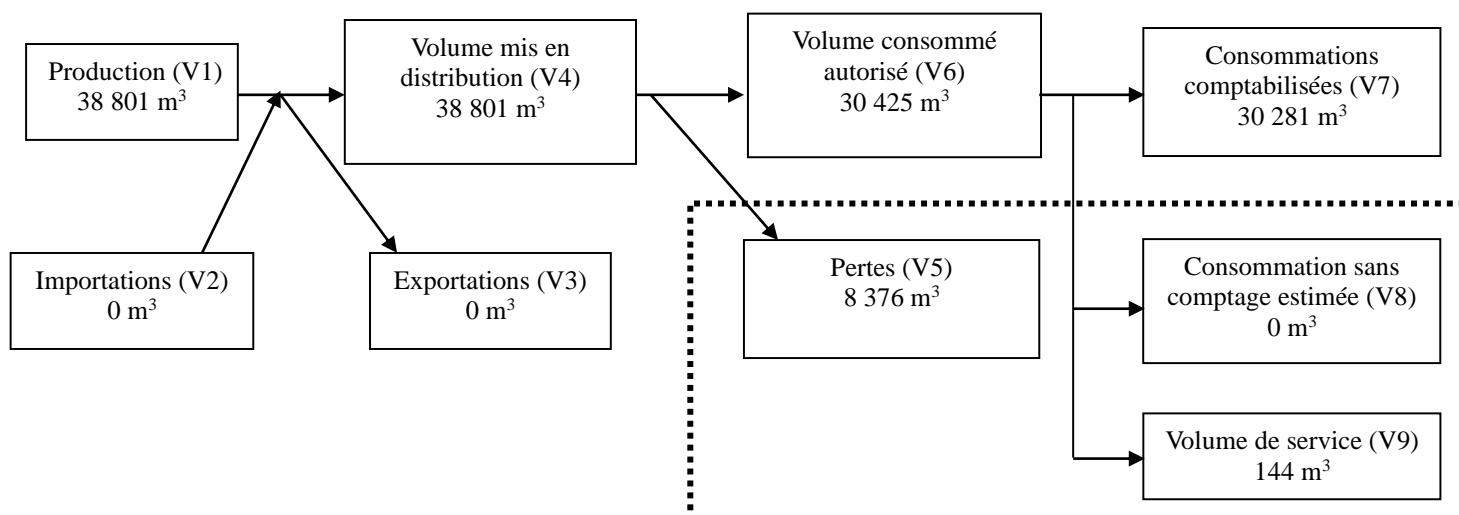 Production (V1)
38 801 m³
Volume mis en
distribution (V4)
38 801 m³
Volume consommé
autorisé (V6)
30 425 m³
Consommations
comptabilisées (V7)
30 281 m³
Importations (V2)
0 m³
Exportations (V3)
0 m³
Pertes (V5)
8 376 m³
Consommation sans
comptage estimée (V8)
0 m³
Volume de service (V9)
144 m³